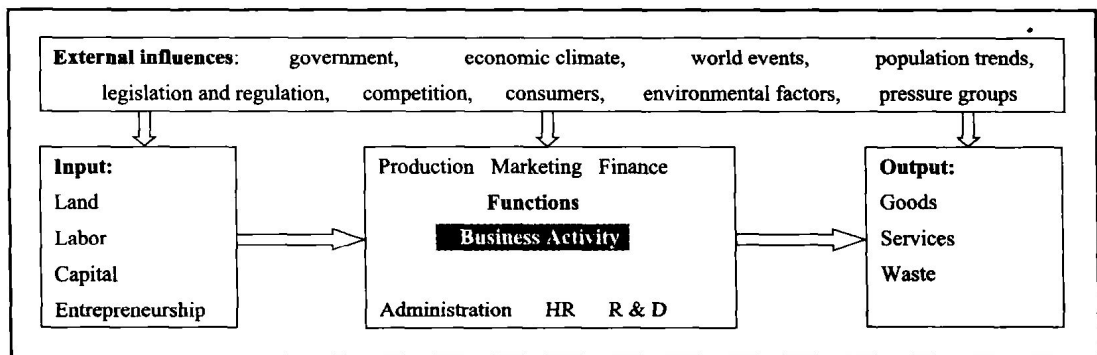 External influences: government, economic climate, world events, population trends,
legislation and regulation, competition, consumers, environmental factors, pressure groups
Input:
Land
Labor
Capital
Entrepreneurship
Production Marketing Finance
Functions
Business Activity
Administration HR R & D
Output:
Goods
Services
Waste